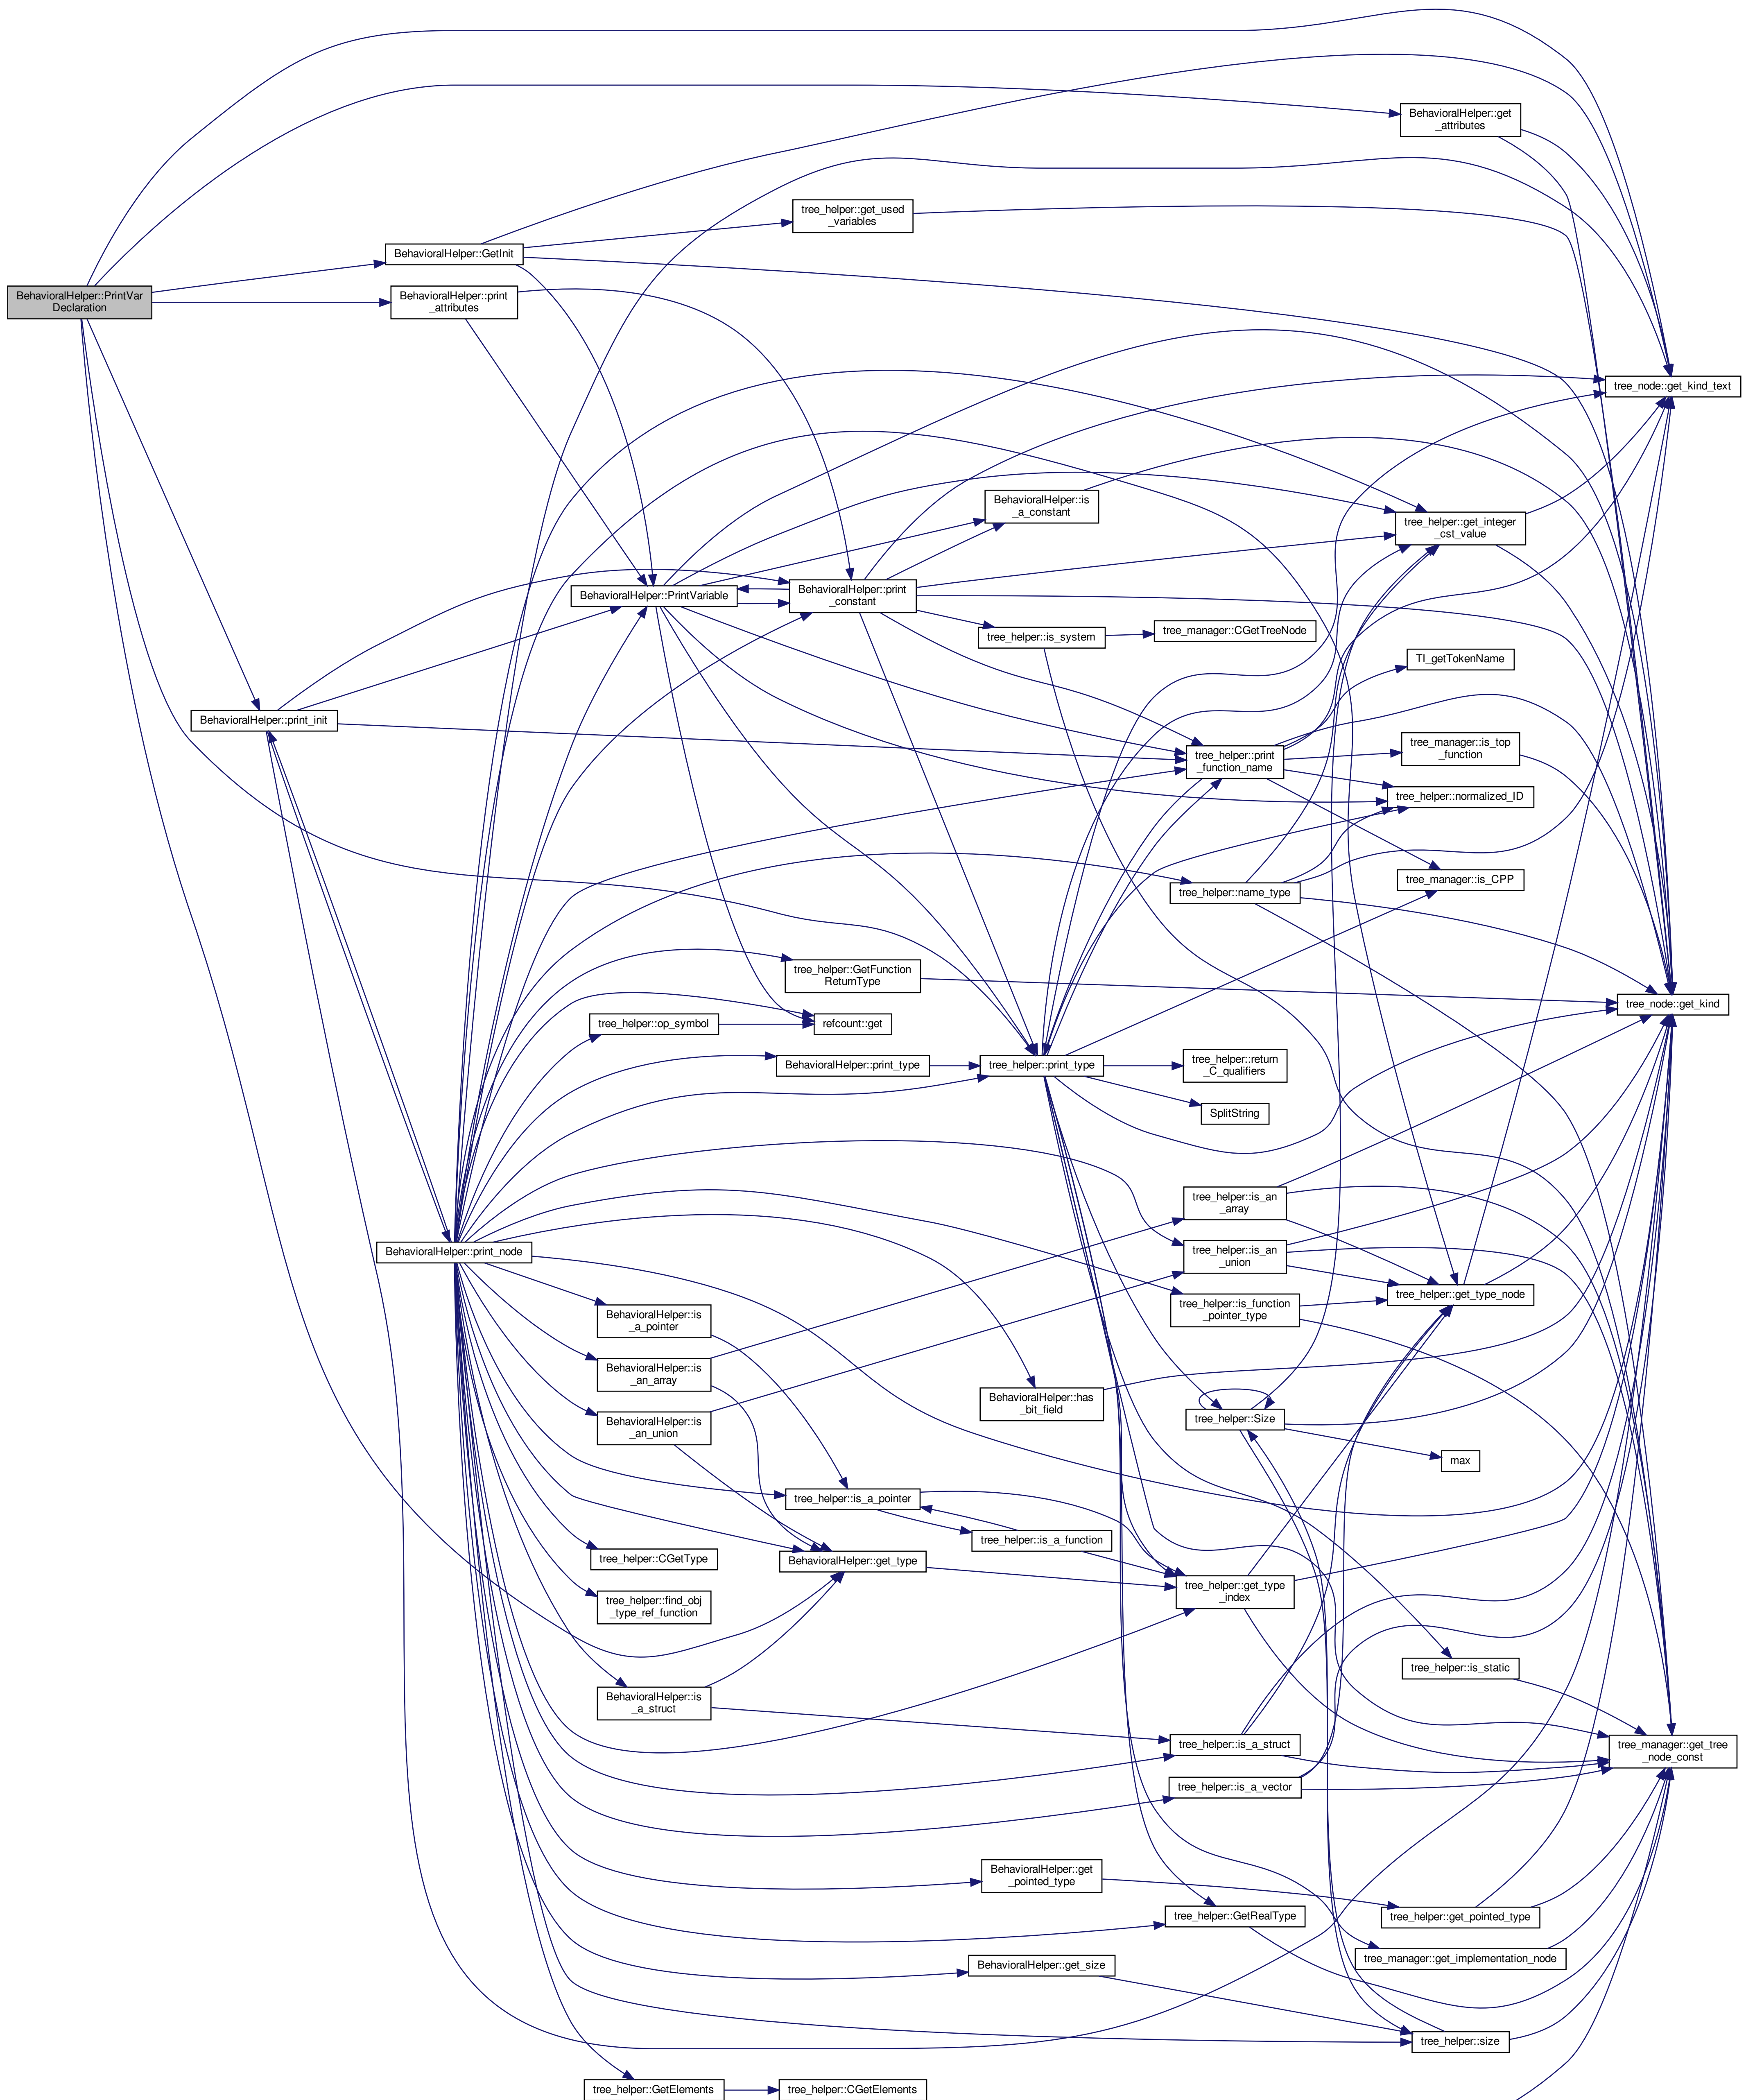 BehavioralHelper::get
_attributes
tree_helper::get_used
_variables
BehavioralHelper::GetInit
BehavioralHelper::PrintVar
Declaration
BehavioralHelper::print
_attributes
tree_node::get_kind_text
BehavioralHelper::is
_a_constant
tree_helper::get_integer
_cst_value
BehavioralHelper::PrintVariable
BehavioralHelper::print
_constant
tree_helper::is_system
tree_manager::CGetTreeNode
TI_getTokenName
BehavioralHelper::print_init
tree_helper::print
_function_name
tree_manager::is_top
_function
tree_helper::normalized_ID
tree_helper::name_type
tree_manager::is_CPP
tree_helper::GetFunction
ReturnType
tree_node::get_kind
tree_helper::op_symbol
refcount::get
BehavioralHelper::print_type
tree_helper::print_type
tree_helper::return
_C_qualifiers
SplitString
tree_helper::is_an
_array
BehavioralHelper::print_node
tree_helper::is_an
_union
tree_helper::get_type_node
tree_helper::is_function
_pointer_type
BehavioralHelper::is
_a_pointer
BehavioralHelper::is
_an_array
BehavioralHelper::has
_bit_field
tree_helper::Size
BehavioralHelper::is
_an_union
max
tree_helper::is_a_pointer
tree_helper::is_a_function
tree_helper::CGetType
BehavioralHelper::get_type
tree_helper::get_type
_index
tree_helper::find_obj
_type_ref_function
tree_helper::is_static
BehavioralHelper::is
_a_struct
tree_helper::is_a_struct
tree_manager::get_tree
_node_const
tree_helper::is_a_vector
BehavioralHelper::get
_pointed_type
tree_helper::GetRealType
tree_helper::get_pointed_type
tree_manager::get_implementation_node
BehavioralHelper::get_size
tree_helper::size
tree_helper::GetElements
tree_helper::CGetElements